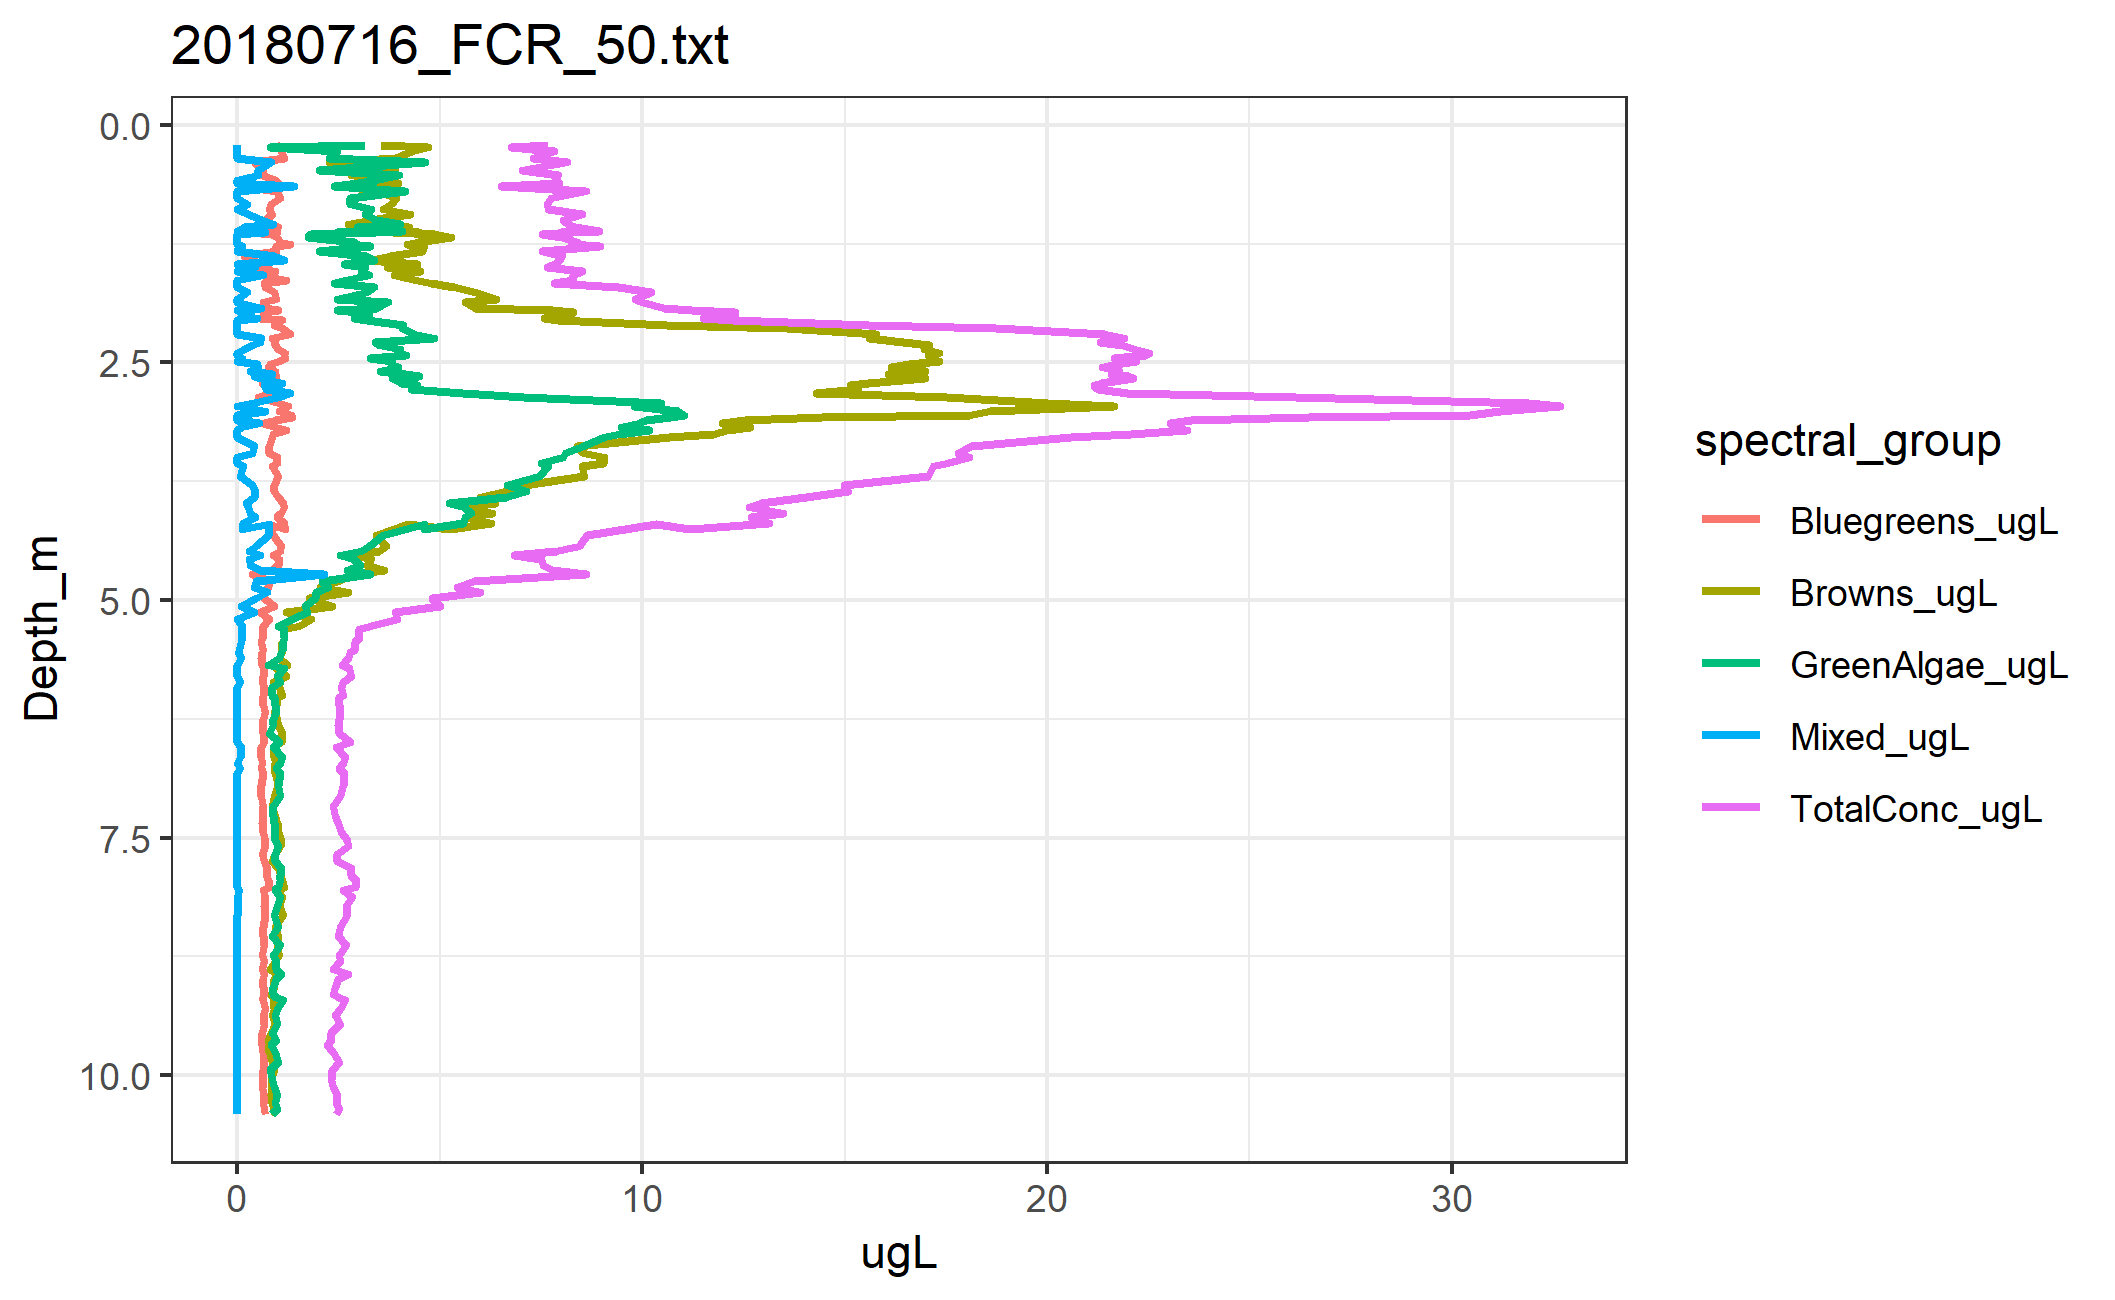 20180716_FCR_50.txt
0.0
2.5
5.0
7.5
10.0
Depth_m
0
10
20
30
ugL
spectral_group
Bluegreens_ugL
Browns_ugL
GreenAlgae_ugL
Mixed_ugL
TotalConc_ugL